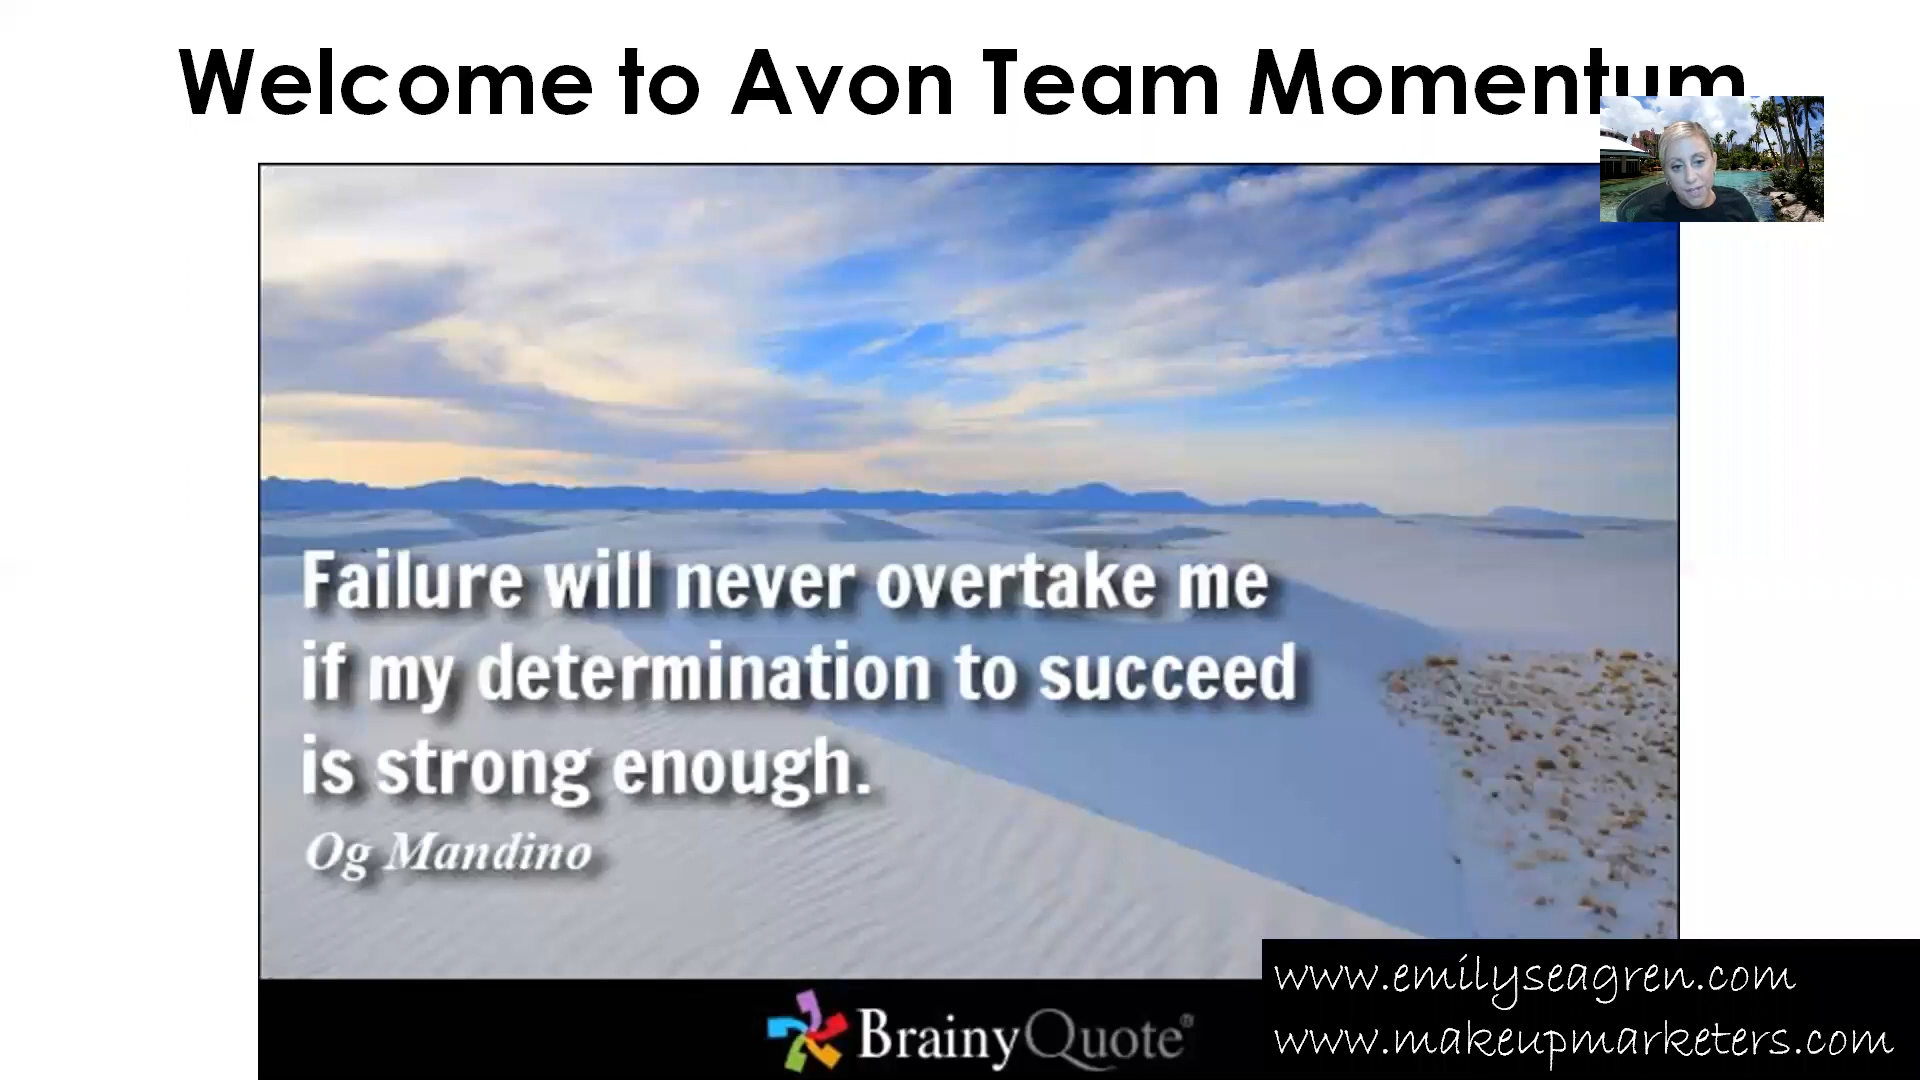 Welcome to Avon Team Momentum
Failure will never overtake me
if my determination to succeed
is strong enough.
Og Mandino
BrainyQuote®
www.emilyseagren.com
www.makeupmarketers.com